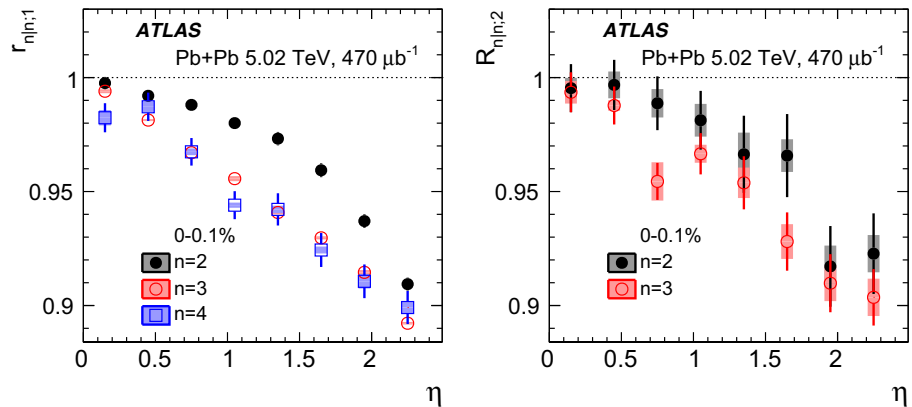 r_{n|n;1}
ATLAS
Pb+Pb 5.02 TeV, 470 μb⁻¹
1
0.95
0.9
0-0.1%
n=2
n=3
n=4
0 0.5 1 1.5 2
η
R_{n|n;2}
ATLAS
Pb+Pb 5.02 TeV, 470 μb⁻¹
1
0.95
0.9
0-0.1%
n=2
n=3
0 0.5 1 1.5 2
η